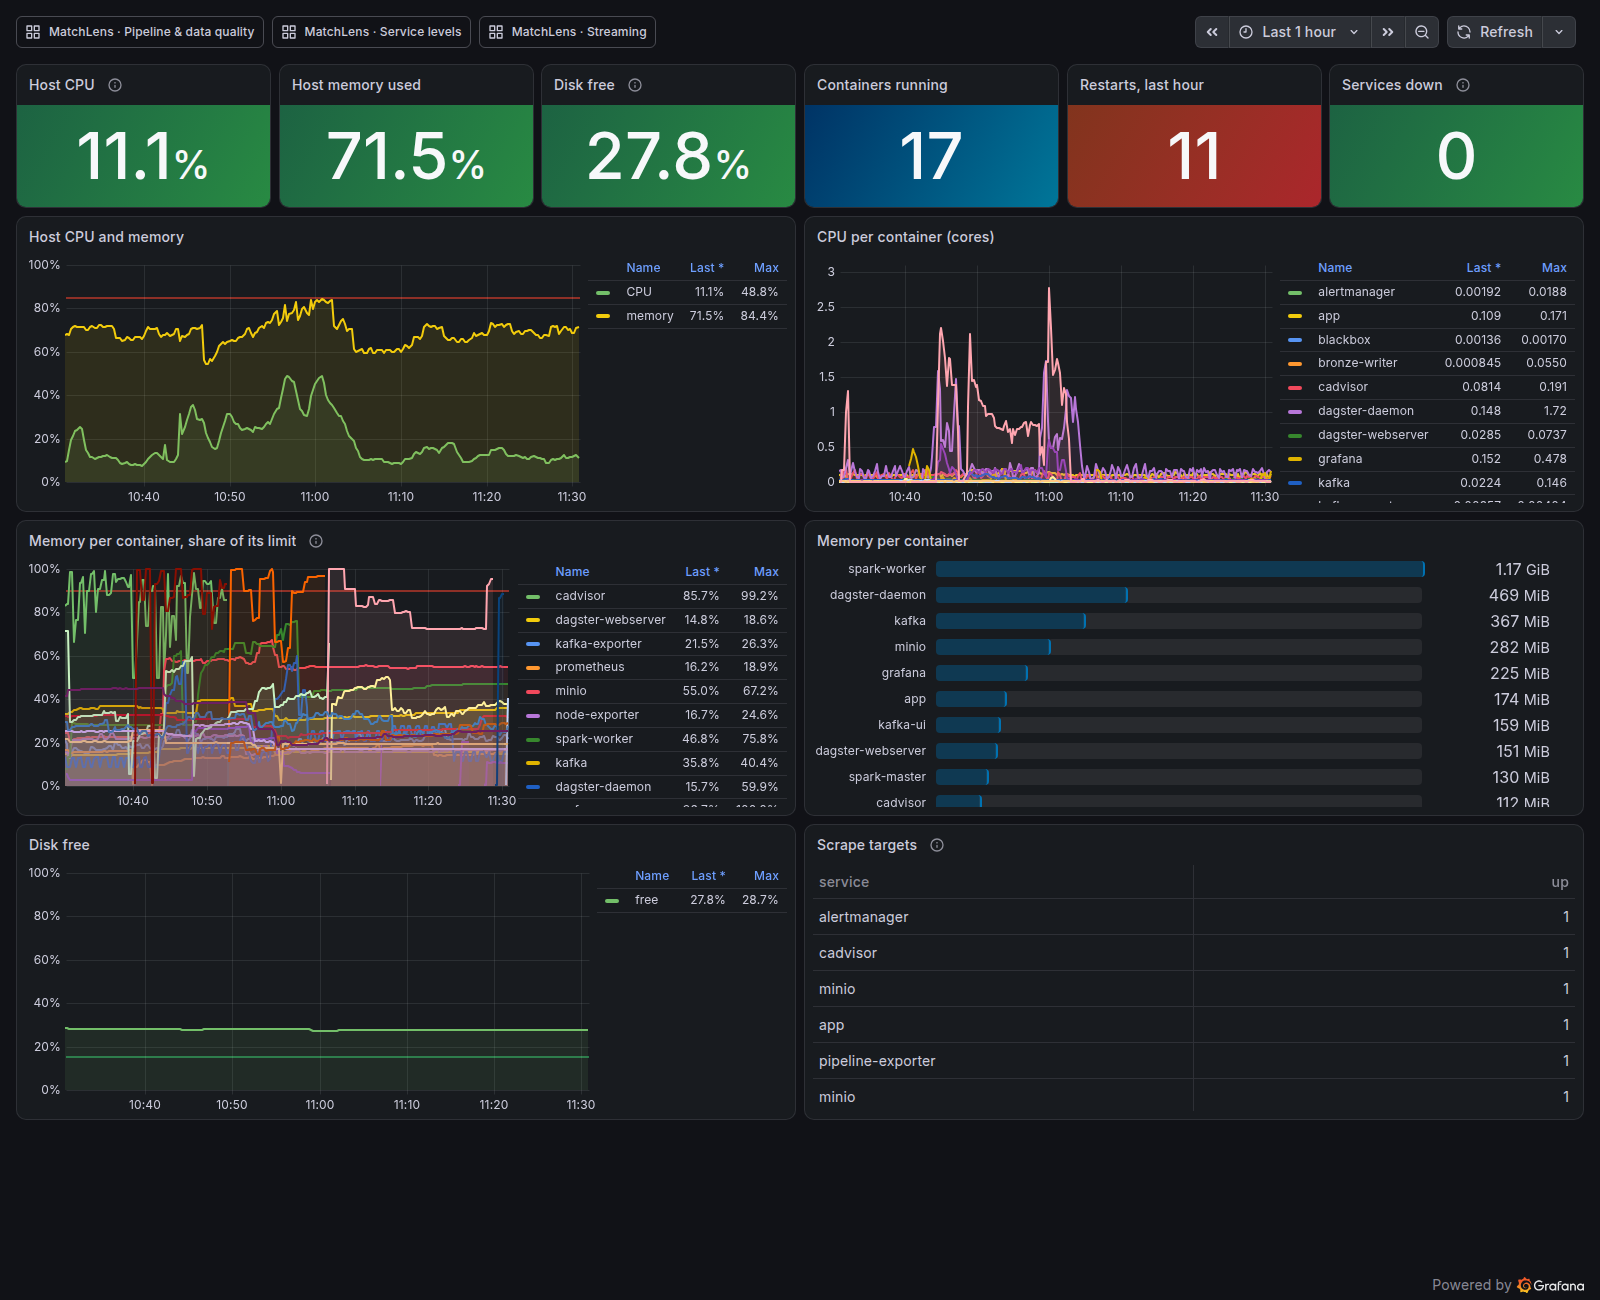 MatchLens · Pipeline & data quality
MatchLens · Service levels
MatchLens · Streaming
Last 1 hour
Refresh
Host CPU
11.1%
Host memory used
71.5%
Disk free
27.8%
Containers running
17
Restarts, last hour
11
Services down
0
Host CPU and memory
100%
80%
60%
40%
20%
0%
10:40 10:50 11:00 11:10 11:20 11:30
Name Last * Max
CPU 11.1% 48.8%
memory 71.5% 84.4%
CPU per container (cores)
3
2.5
2
1.5
1
0.5
0
10:40 10:50 11:00 11:10 11:20 11:30
Name Last * Max
alertmanager 0.00192 0.0188
app 0.109 0.171
blackbox 0.00136 0.00170
bronze-writer 0.000845 0.0550
cadvisor 0.0814 0.191
dagster-daemon 0.148 1.72
dagster-webserver 0.0285 0.0737
grafana 0.152 0.478
kafka 0.0224 0.146
Memory per container, share of its limit
100%
80%
60%
40%
20%
0%
10:40 10:50 11:00 11:10 11:20 11:30
Name Last * Max
cadvisor 85.7% 99.2%
dagster-webserver 14.8% 18.6%
kafka-exporter 21.5% 26.3%
prometheus 16.2% 18.9%
minio 55.0% 67.2%
node-exporter 16.7% 24.6%
spark-worker 46.8% 75.8%
kafka 35.8% 40.4%
dagster-daemon 15.7% 59.9%
Memory per container
spark-worker 1.17 GiB
dagster-daemon 469 MiB
kafka 367 MiB
minio 282 MiB
grafana 225 MiB
app 174 MiB
kafka-ui 159 MiB
dagster-webserver 151 MiB
spark-master 130 MiB
cadvisor 112 MiB
Disk free
100%
80%
60%
40%
20%
0%
10:40 10:50 11:00 11:10 11:20 11:30
Name Last * Max
free 27.8% 28.7%
Scrape targets
service up
alertmanager 1
cadvisor 1
minio 1
app 1
pipeline-exporter 1
minio 1
Powered by Grafana